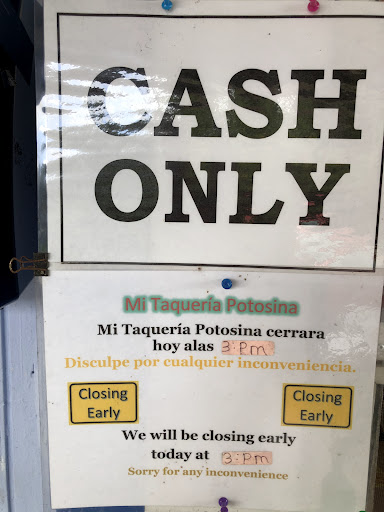 CASH
ONLY
Mi Taquería Potosina
Mi Taquería Potosina cerrara
hoy alas 3:Pm
Disculpe por cualquier inconveniencia.
Closing
Early
Closing
Early
We will be closing early
today at 3:Pm
Sorry for any inconvenience